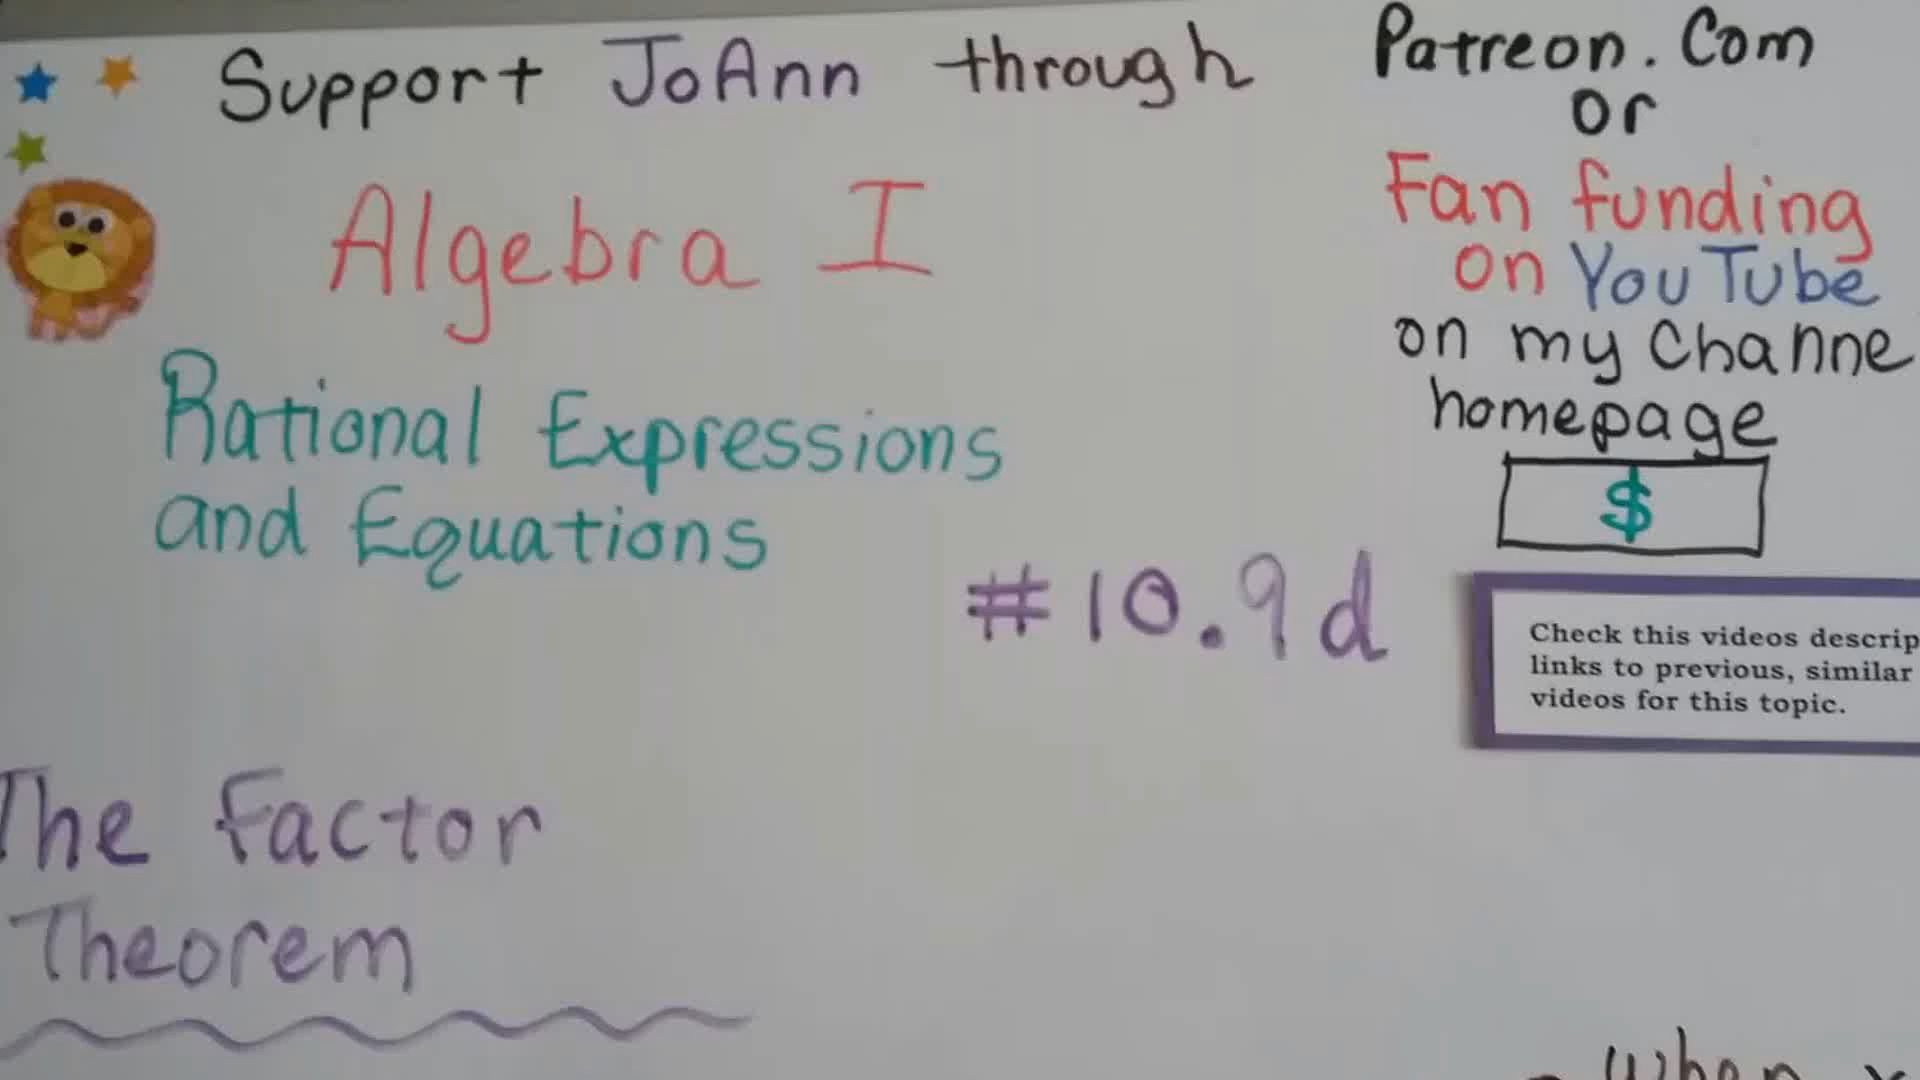 Support JoAnn through
Patreon.Com
or
Fan funding
on YouTube
on my Channe
homepage
$
Algebra I
Rational Expressions
and Equations
#10.9d
Check this videos descrip
links to previous, similar
videos for this topic.
The Factor
Theorem
when